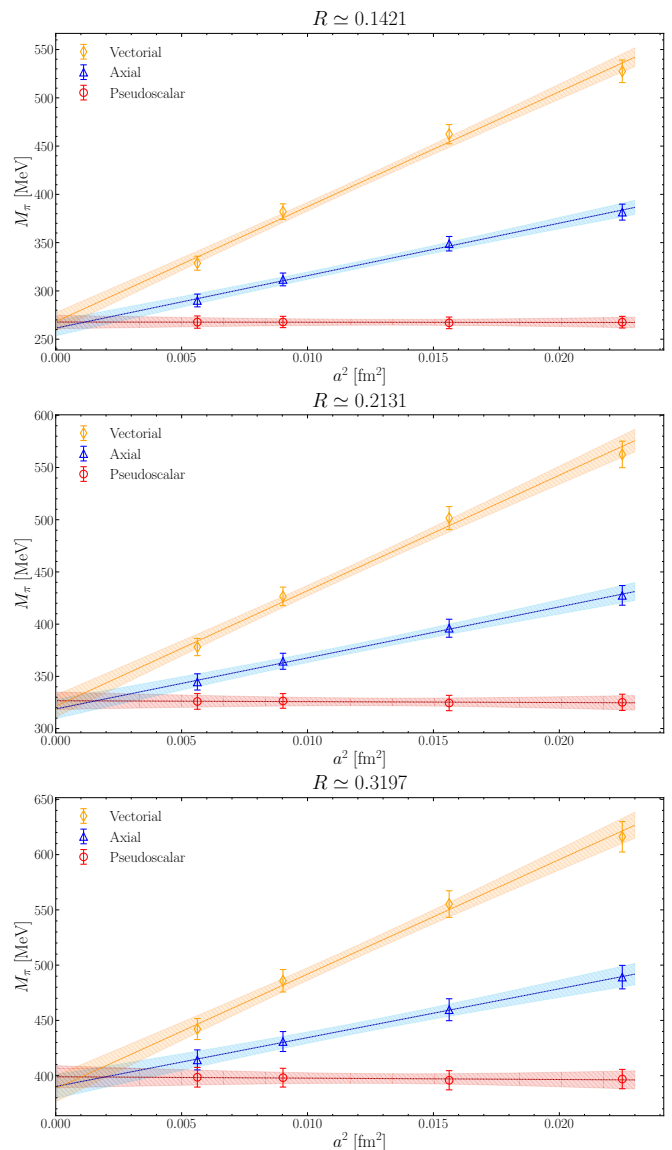 R ≃ 0.1421
Vectorial
Axial
Pseudoscalar
M_π [MeV]
550
500
450
400
350
300
250
0.000 0.005 0.010 0.015 0.020
a² [fm²]
R ≃ 0.2131
Vectorial
Axial
Pseudoscalar
M_π [MeV]
600
550
500
450
400
350
300
0.000 0.005 0.010 0.015 0.020
a² [fm²]
R ≃ 0.3197
Vectorial
Axial
Pseudoscalar
M_π [MeV]
650
600
550
500
450
400
0.000 0.005 0.010 0.015 0.020
a² [fm²]